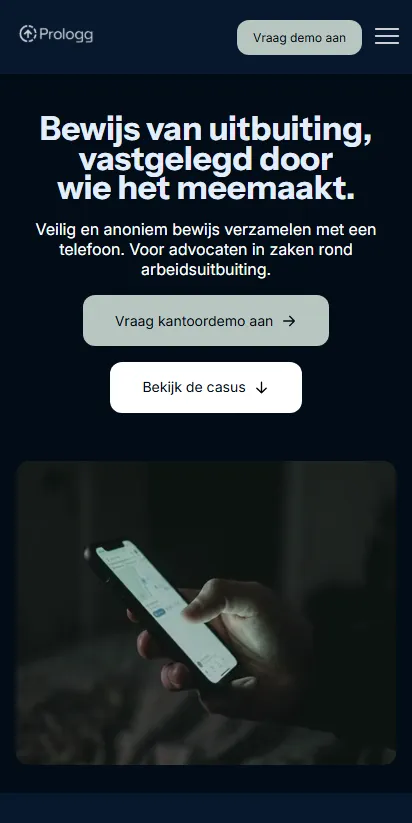 Prologg
Vraag demo aan
Bewijs van uitbuiting,
vastgelegd door
wie het meemaakt.
Veilig en anoniem bewijs verzamelen met een
telefoon. Voor advocaten in zaken rond
arbeidsuitbuiting.
Vraag kantoordemo aan →
Bekijk de casus ↓